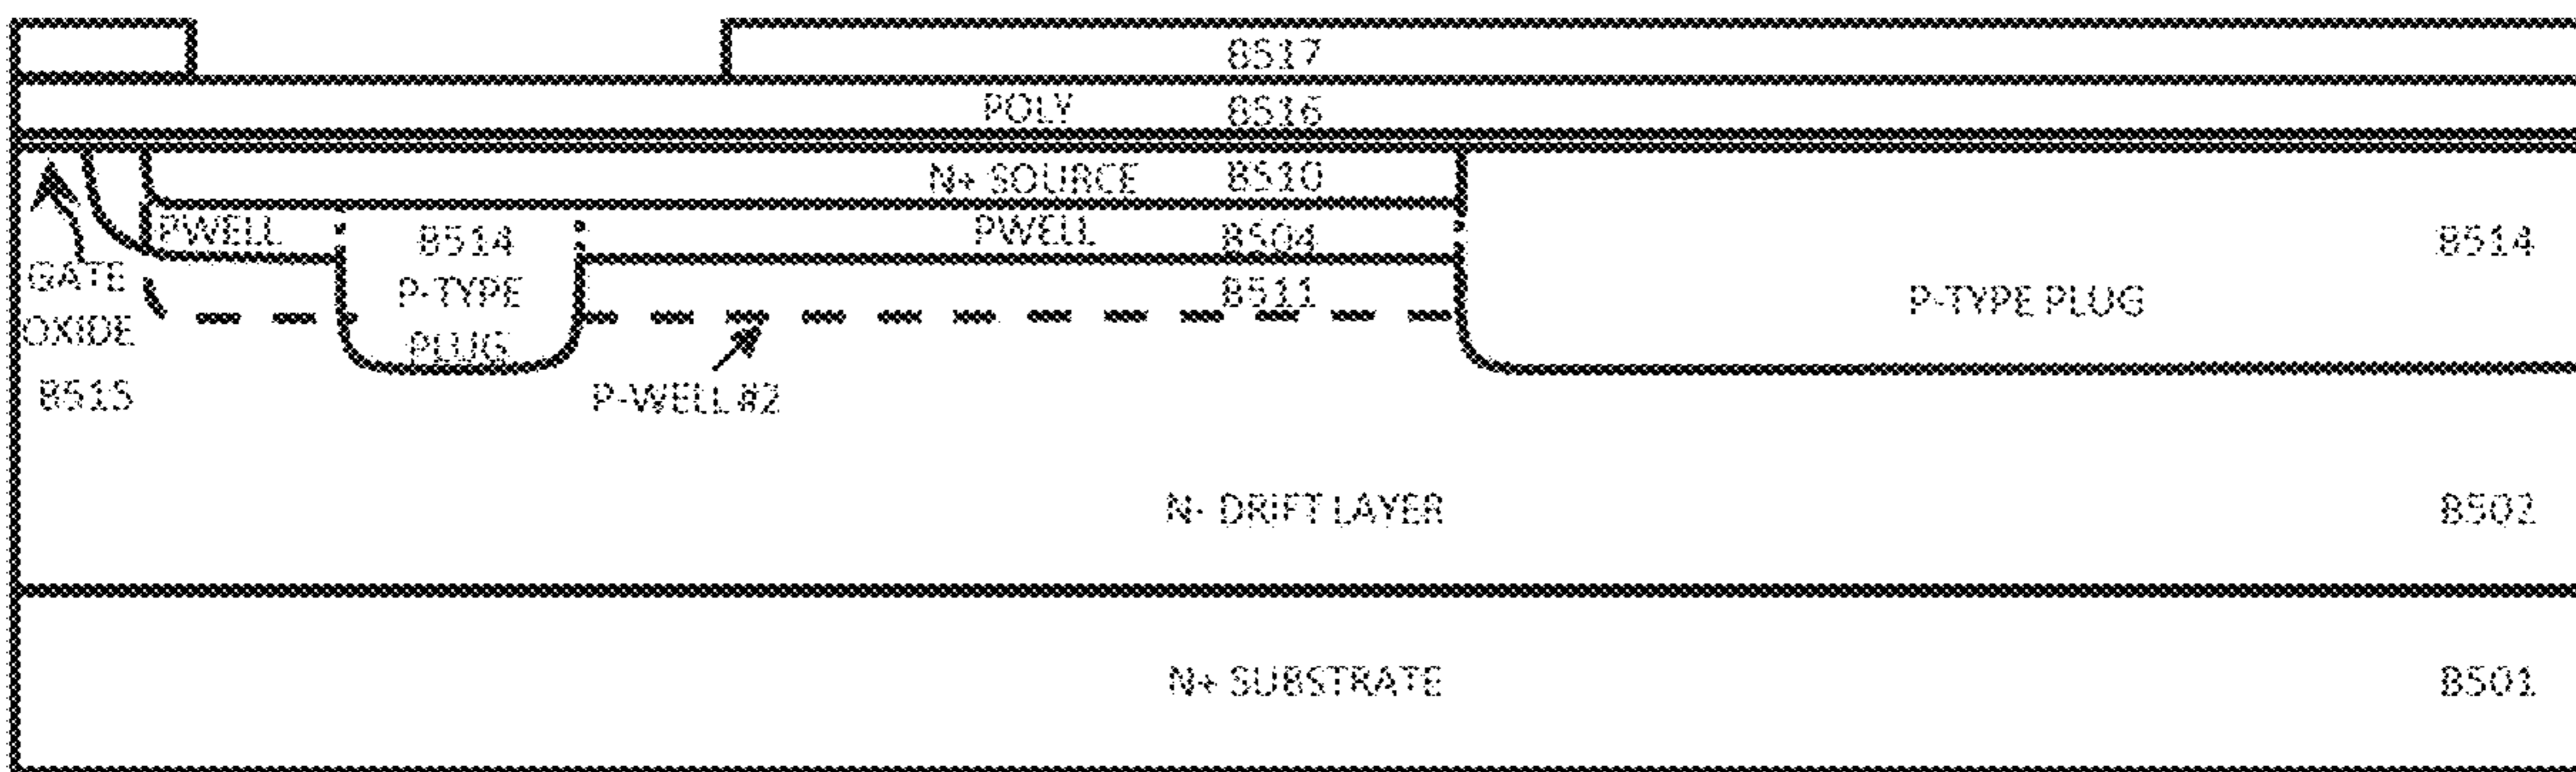 8517
POLY 8516
N+ SOURCE 8510
PWELL
8514
P-TYPE
PLUG
PWELL 8504
8511
GATE
OXIDE
8515
P-WELL #2
8514
P-TYPE PLUG
N- DRIFT LAYER 8502
N+ SUBSTRATE 8501